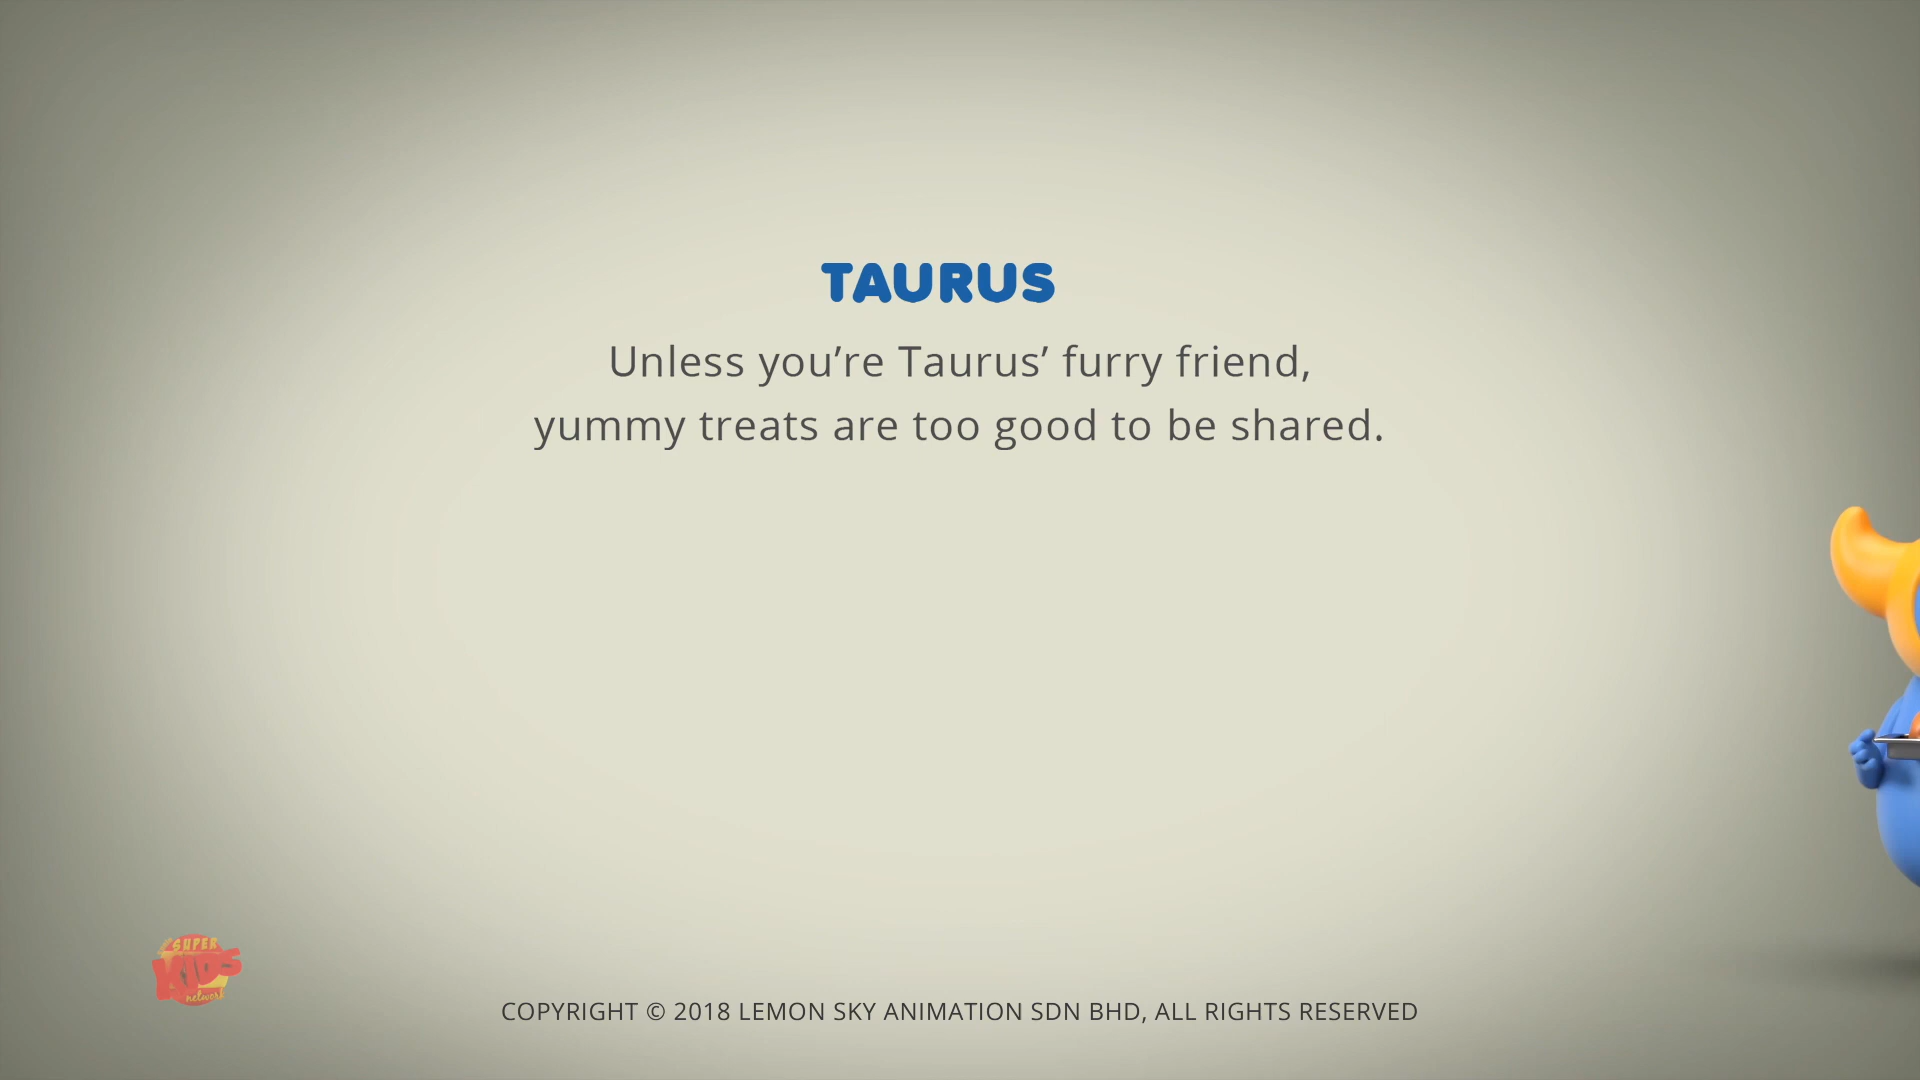 TAURUS
Unless you’re Taurus’ furry friend,
yummy treats are too good to be shared.
SUPER
KIDS
network
COPYRIGHT © 2018 LEMON SKY ANIMATION SDN BHD, ALL RIGHTS RESERVED